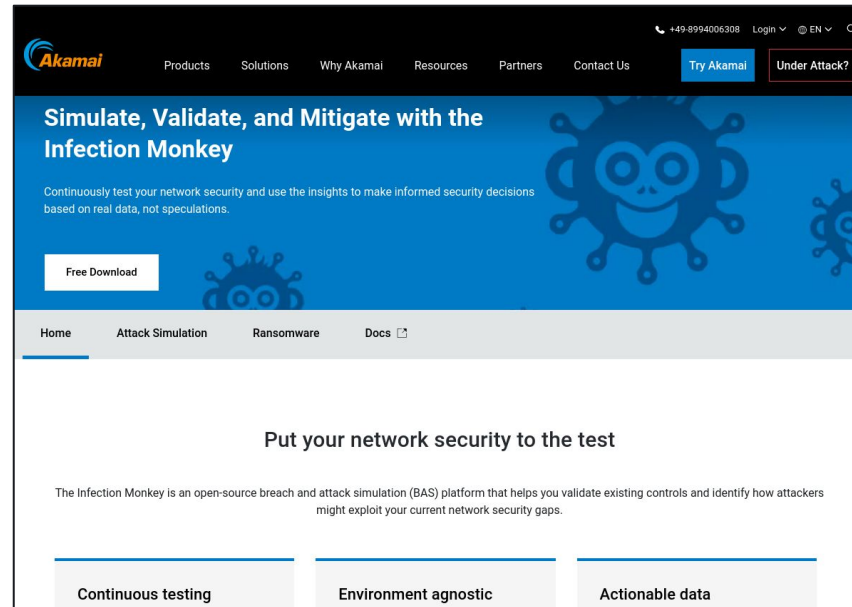 +49-8994006308 Login EN
Akamai
Products Solutions Why Akamai Resources Partners Contact Us Try Akamai Under Attack?
Simulate, Validate, and Mitigate with the
Infection Monkey
Continuously test your network security and use the insights to make informed security decisions
based on real data, not speculations.
Free Download
Home Attack Simulation Ransomware Docs
Put your network security to the test
The Infection Monkey is an open-source breach and attack simulation (BAS) platform that helps you validate existing controls and identify how attackers
might exploit your current network security gaps.
Continuous testing Environment agnostic Actionable data